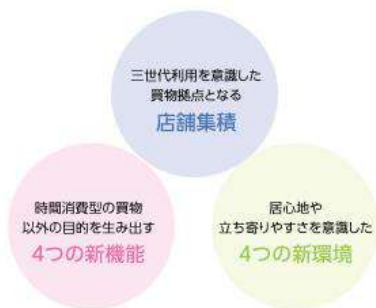 三世代利用を意識した
買物拠点となる
店舗集積
時間消費型の買物
以外の目的を生み出す
4つの新機能
居心地や
立ち寄りやすさを意識した
4つの新環境